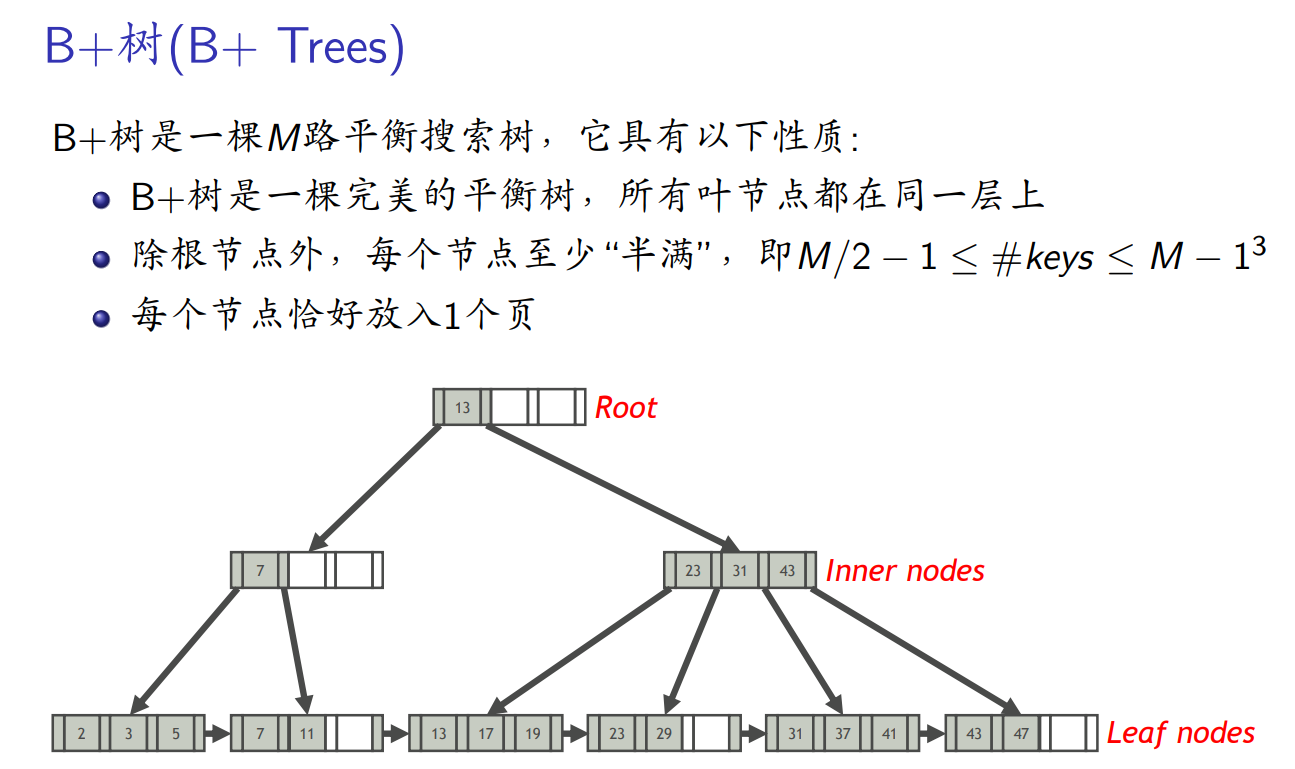 B+树(B+ Trees)
B+树是一棵M路平衡搜索树，它具有以下性质:
B+树是一棵完美的平衡树，所有叶节点都在同一层上
除根节点外，每个节点至少“半满”，即M/2 − 1 ≤ #keys ≤ M − 1³
每个节点恰好放入1个页
13 Root
7 23 31 43 Inner nodes
2 3 5 7 11 13 17 19 23 29 31 37 41 43 47 Leaf nodes